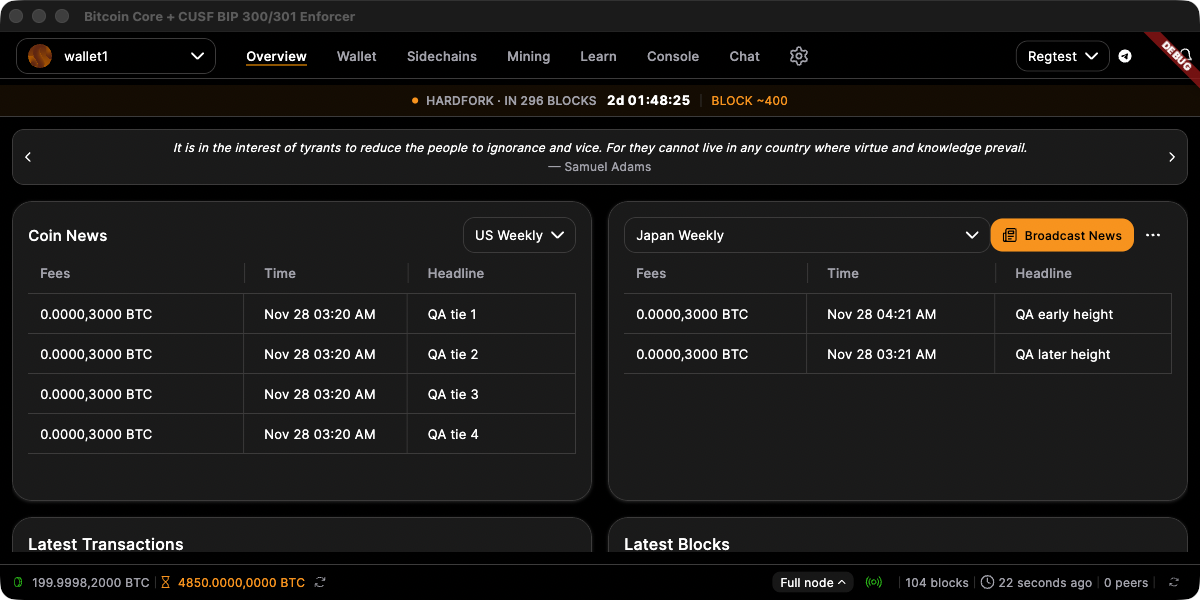 Bitcoin Core + CUSF BIP 300/301 Enforcer
wallet1
Overview
Wallet
Sidechains
Mining
Learn
Console
Chat
Regtest
DEBUG
HARDFORK · IN 296 BLOCKS 2d 01:48:25 BLOCK ~400
It is in the interest of tyrants to reduce the people to ignorance and vice. For they cannot live in any country where virtue and knowledge prevail.
— Samuel Adams
Coin News
US Weekly
Fees Time Headline
0.0000,3000 BTC Nov 28 03:20 AM QA tie 1
0.0000,3000 BTC Nov 28 03:20 AM QA tie 2
0.0000,3000 BTC Nov 28 03:20 AM QA tie 3
0.0000,3000 BTC Nov 28 03:20 AM QA tie 4
Japan Weekly
Broadcast News
Fees Time Headline
0.0000,3000 BTC Nov 28 04:21 AM QA early height
0.0000,3000 BTC Nov 28 03:21 AM QA later height
Latest Transactions
Latest Blocks
199.9998,2000 BTC
4850.0000,0000 BTC
Full node
104 blocks
22 seconds ago
0 peers